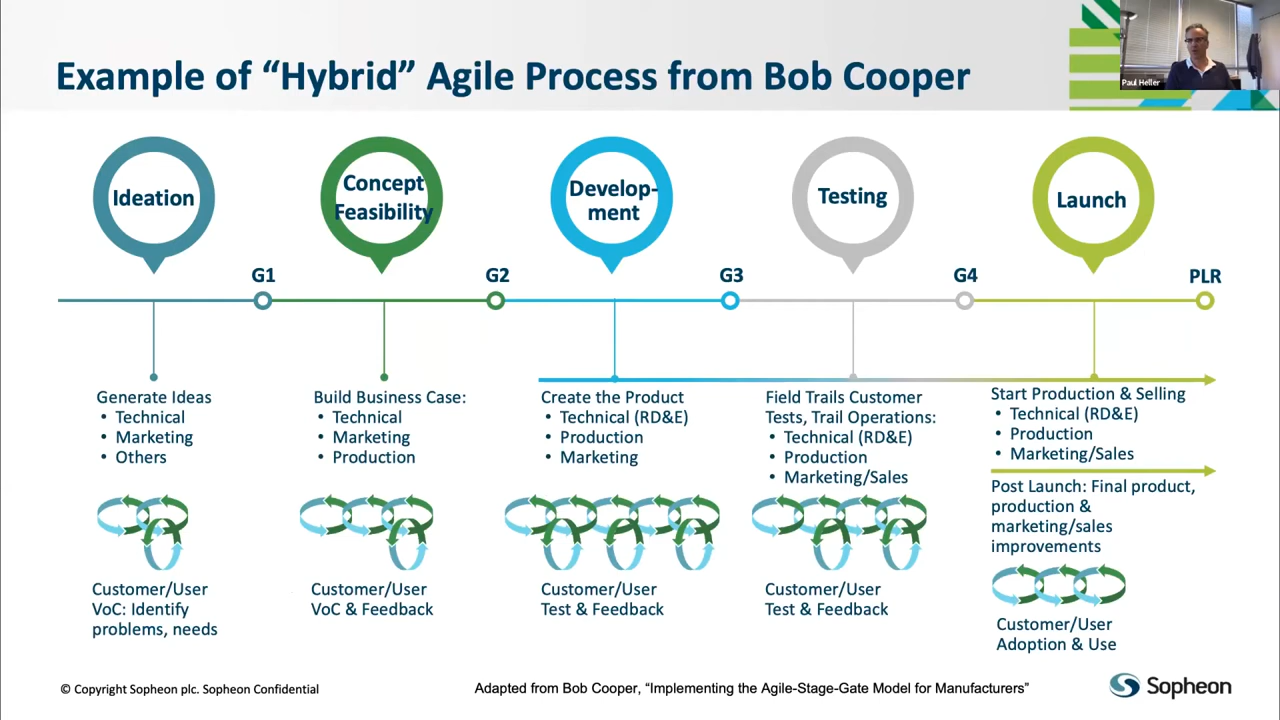 Example of “Hybrid” Agile Process from Bob Cooper
Paul Heller
Ideation
Concept
Feasibility
Develop-
ment
Testing
Launch
G1
G2
G3
G4
PLR
Generate Ideas
• Technical
• Marketing
• Others
Customer/User
VoC: Identify
problems, needs
Build Business Case:
• Technical
• Marketing
• Production
Customer/User
VoC & Feedback
Create the Product
• Technical (RD&E)
• Production
• Marketing
Customer/User
Test & Feedback
Field Trails Customer
Tests, Trail Operations:
• Technical (RD&E)
• Production
• Marketing/Sales
Customer/User
Test & Feedback
Start Production & Selling
• Technical (RD&E)
• Production
• Marketing/Sales
Post Launch: Final product,
production &
marketing/sales
improvements
Customer/User
Adoption & Use
© Copyright Sopheon plc. Sopheon Confidential
Adapted from Bob Cooper, “Implementing the Agile-Stage-Gate Model for Manufacturers”
Sopheon